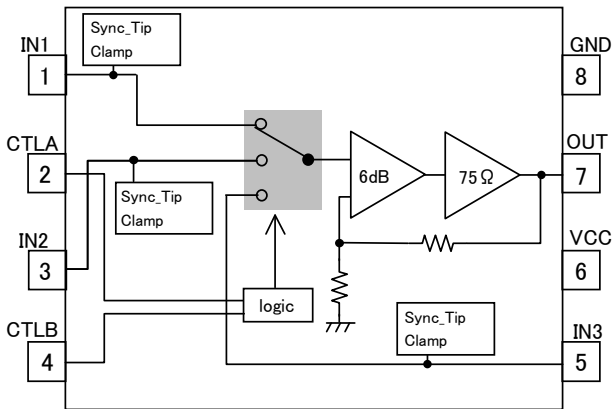 Sync_Tip
Clamp
IN1
1
GND
8
CTLA
2
Sync_Tip
Clamp
6dB
75Ω
OUT
7
IN2
3
VCC
6
logic
CTLB
4
Sync_Tip
Clamp
IN3
5